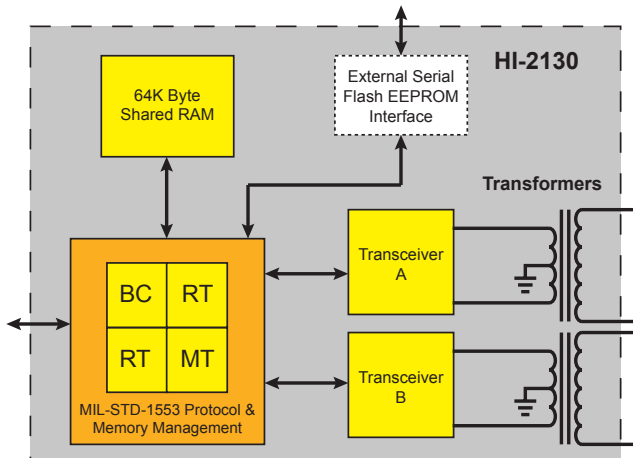 HI-2130
64K Byte
Shared RAM
External Serial
Flash EEPROM
Interface
Transformers
Transceiver
A
BC
RT
RT
MT
MIL-STD-1553 Protocol &
Memory Management
Transceiver
B